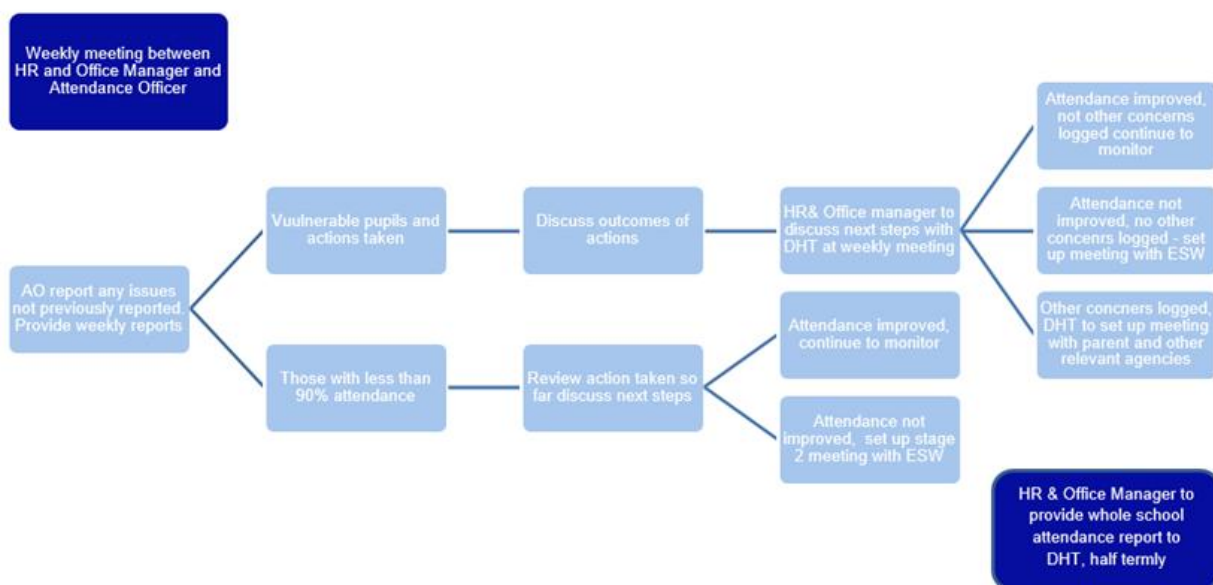 Weekly meeting between
HR and Office Manager and
Attendance Officer
AO report any issues
not previously reported.
Provide weekly reports
Vuulnerable pupils and
actions taken
Discuss outcomes of
actions
HR& Office manager to
discuss next steps with
DHT at weekly meeting
Attendance improved,
not other concerns
logged continue to
monitor
Attendance not
improved, no other
concenrs logged - set
up meeting with ESW
Other concners logged,
DHT to set up meeting
with parent and other
relevant agencies
Those with less than
90% attendance
Review action taken so
far discuss next steps
Attendance improved,
continue to monitor
Attendance not
improved, set up stage
2 meeting with ESW
HR & Office Manager to
provide whole school
attendance report to
DHT, half termly